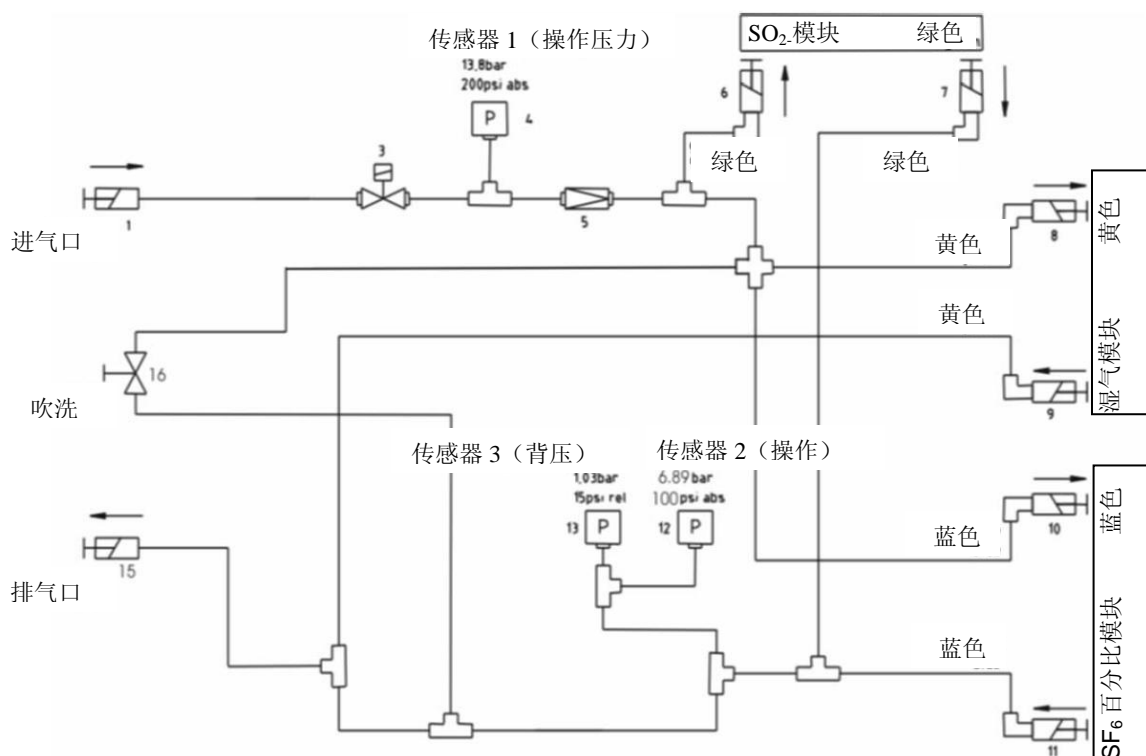 SO₂-模块 绿色
传感器 1（操作压力）
13,8bar
200psi abs
P
4
6
7
3
绿色
绿色
1
5
进气口
8
黄色
黄色
黄色
湿气模块
16
9
吹洗
传感器 3（背压）
传感器 2（操作）
1,03bar
15psi rel
6.89bar
100psi abs
13
P
12
P
10
蓝色
蓝色
15
排气口
蓝色
11
SF₆ 百分比模块